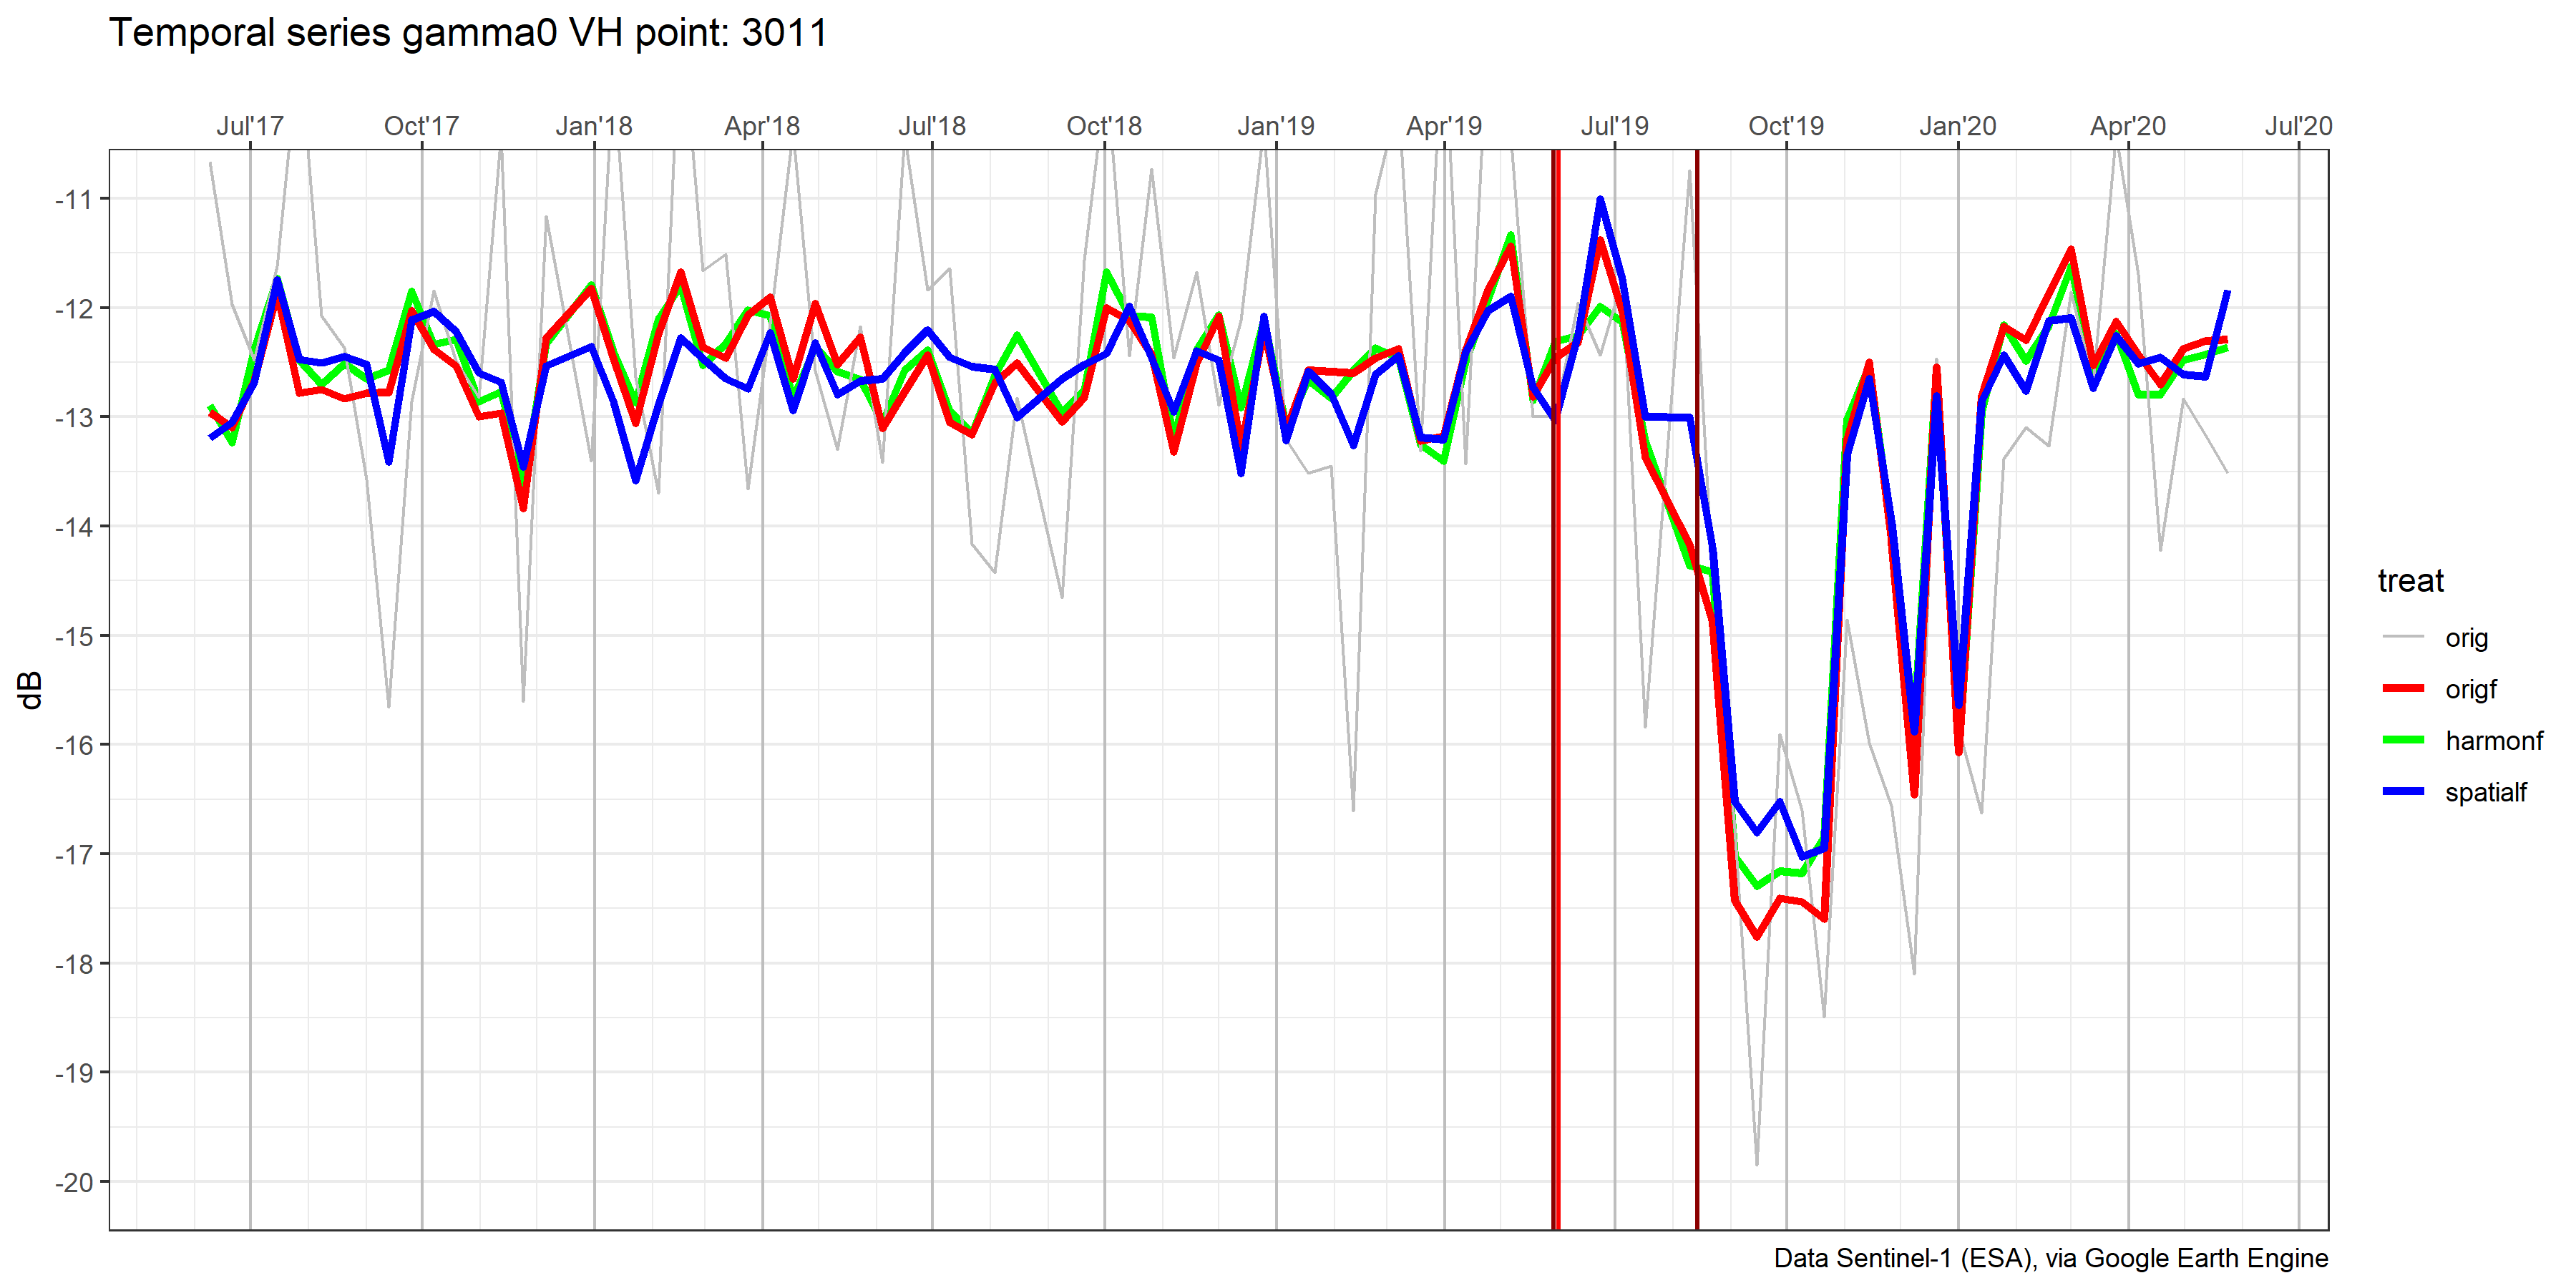 Temporal series gamma0 VH point: 3011
Jul'17 Oct'17 Jan'18 Apr'18 Jul'18 Oct'18 Jan'19 Apr'19 Jul'19 Oct'19 Jan'20 Apr'20 Jul'20
-11
-12
-13
-14
-15
-16
-17
-18
-19
-20
dB
treat
orig
origf
harmonf
spatialf
Data Sentinel-1 (ESA), via Google Earth Engine